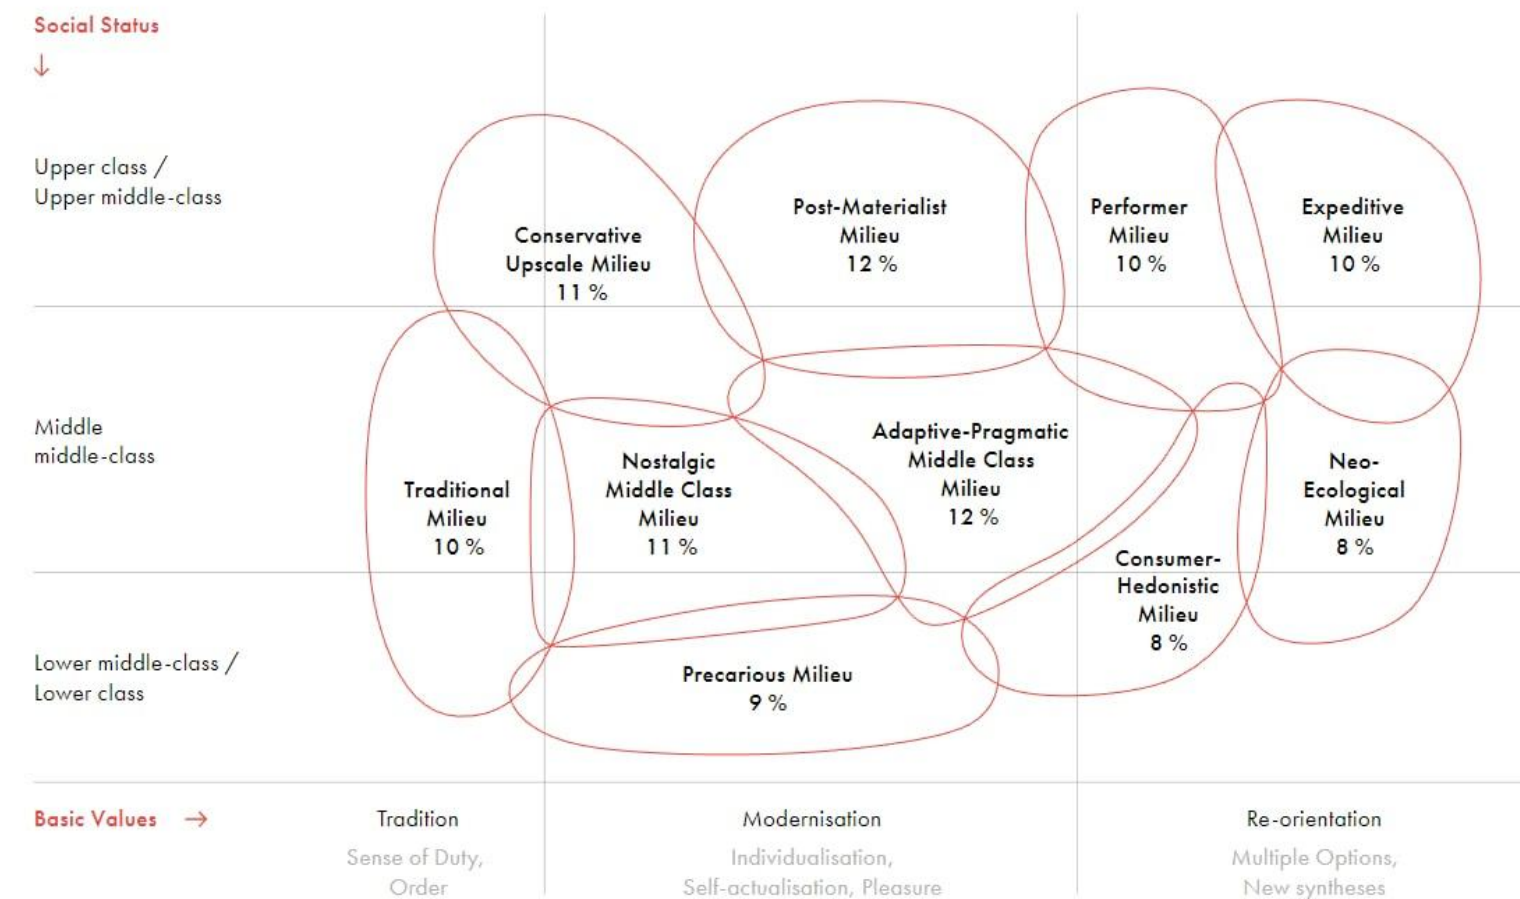 Social Status
↓
Upper class /
Upper middle-class
Conservative
Upscale Milieu
11 %
Post-Materialist
Milieu
12 %
Performer
Milieu
10 %
Expeditive
Milieu
10 %
Middle
middle-class
Traditional
Milieu
10 %
Nostalgic
Middle Class
Milieu
11 %
Adaptive-Pragmatic
Middle Class
Milieu
12 %
Neo-
Ecological
Milieu
8 %
Consumer-
Hedonistic
Milieu
8 %
Lower middle-class /
Lower class
Precarious Milieu
9 %
Basic Values →
Tradition
Sense of Duty,
Order
Modernisation
Individualisation,
Self-actualisation, Pleasure
Re-orientation
Multiple Options,
New syntheses